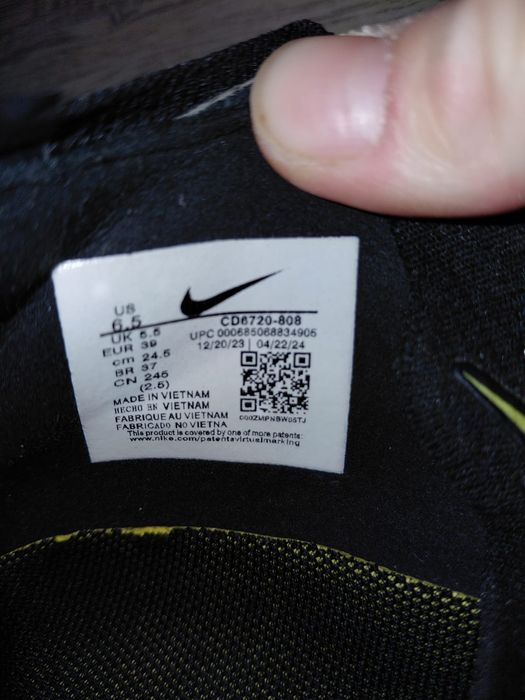 US
6.5
UK 5.5
EUR 39
cm 24.5
BR 37
CN 245
(2.5)
CD6720-808
UPC 000685068834905
12/20/23 | 04/22/24
MADE IN VIETNAM
HECHO EN VIETNAM
FABRIQUE AU VIETNAM
FABRICADO NO VIETNA
This product is covered by one of more patents:
www.nike.com/patentavirtualmarking